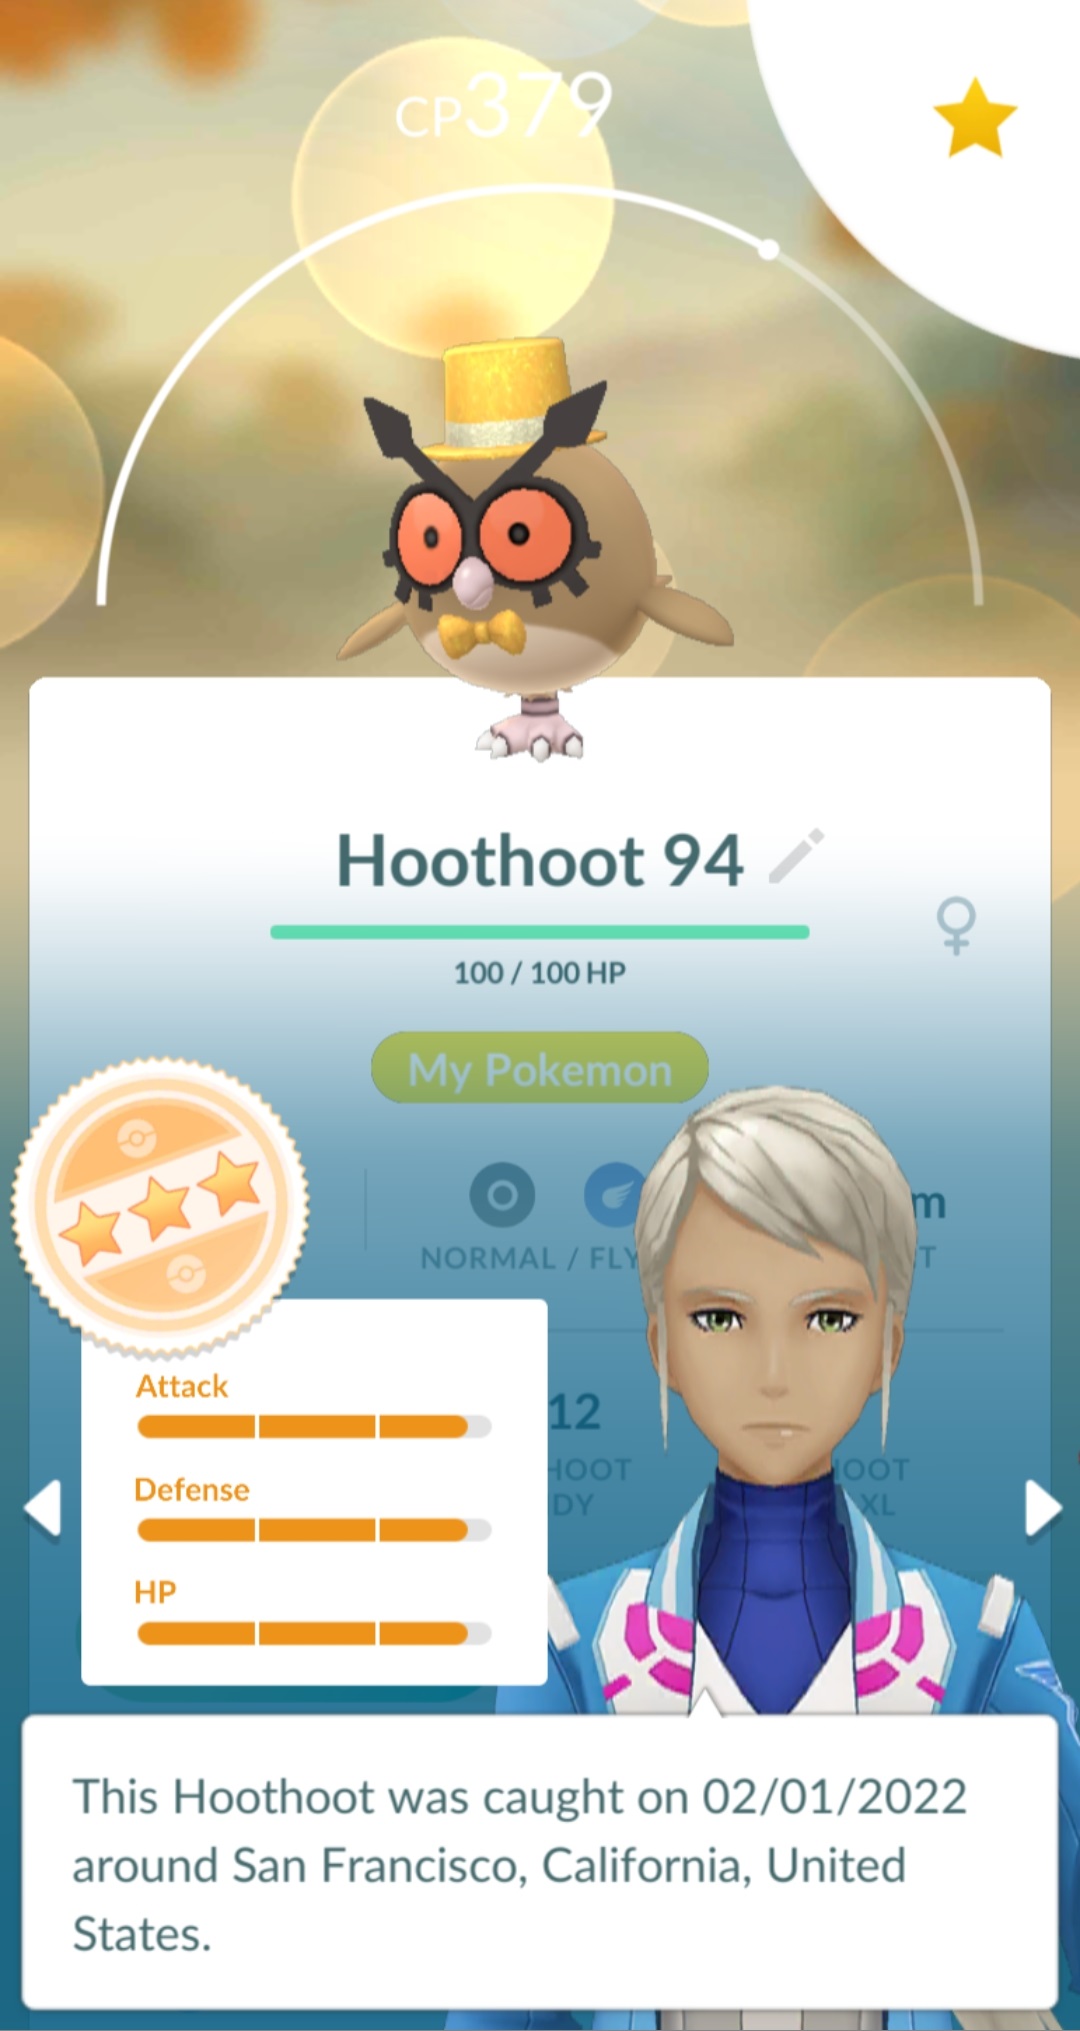 CP379
Hoothoot 94
100 / 100 HP
My Pokemon
m
NORMAL / FLY
T
Attack
12
HOOT
OOT
Defense
DY
XL
HP
This Hoothoot was caught on 02/01/2022
around San Francisco, California, United
States.